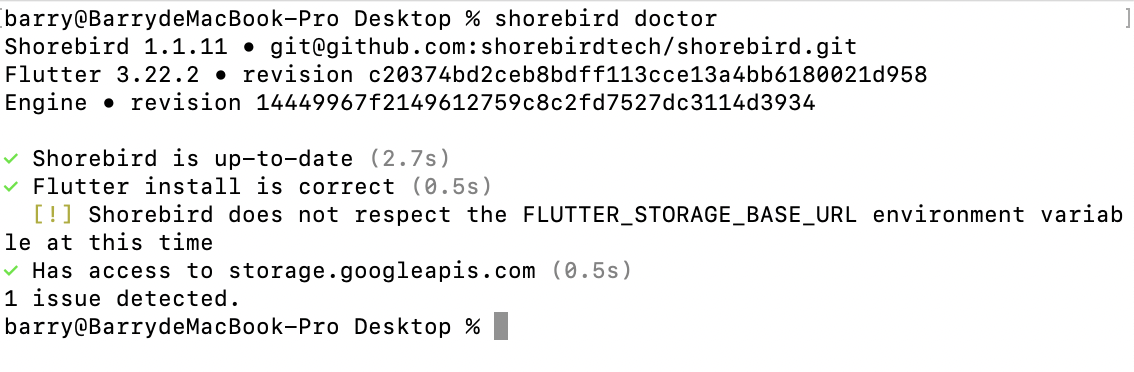 [barry@BarrydeMacBook-Pro Desktop % shorebird doctor ]
Shorebird 1.1.11 • git@github.com:shorebirdtech/shorebird.git
Flutter 3.22.2 • revision c20374bd2ceb8bdff113cce13a4bb6180021d958
Engine • revision 14449967f2149612759c8c2fd7527dc3114d3934
✓ Shorebird is up-to-date (2.7s)
✓ Flutter install is correct (0.5s)
[!] Shorebird does not respect the FLUTTER_STORAGE_BASE_URL environment variab
le at this time
✓ Has access to storage.googleapis.com (0.5s)
1 issue detected.
barry@BarrydeMacBook-Pro Desktop %